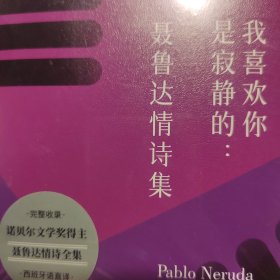 我喜欢你
是寂静的：
聂鲁达情诗集
·完整收录·
诺贝尔文学奖得主
聂鲁达情诗全集
·西班牙语直译·
Pablo Neruda